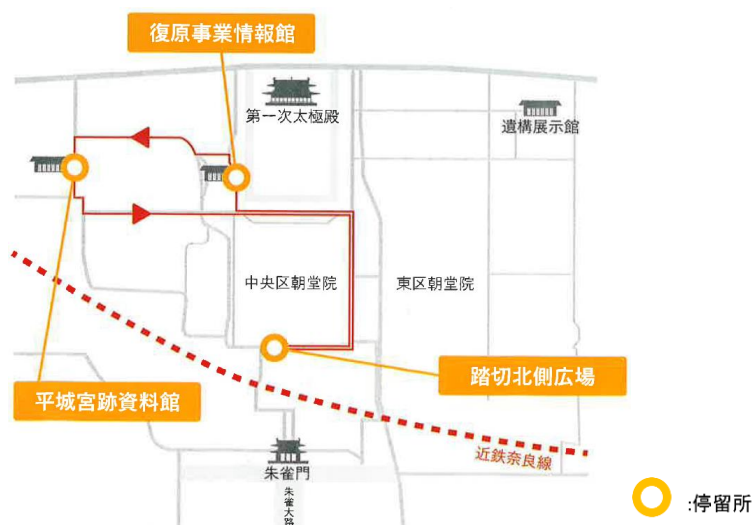 復原事業情報館
第一次太極殿
遺構展示館
中央区朝堂院
東区朝堂院
踏切北側広場
平城宮跡資料館
近鉄奈良線
朱雀門
朱雀大路
:停留所